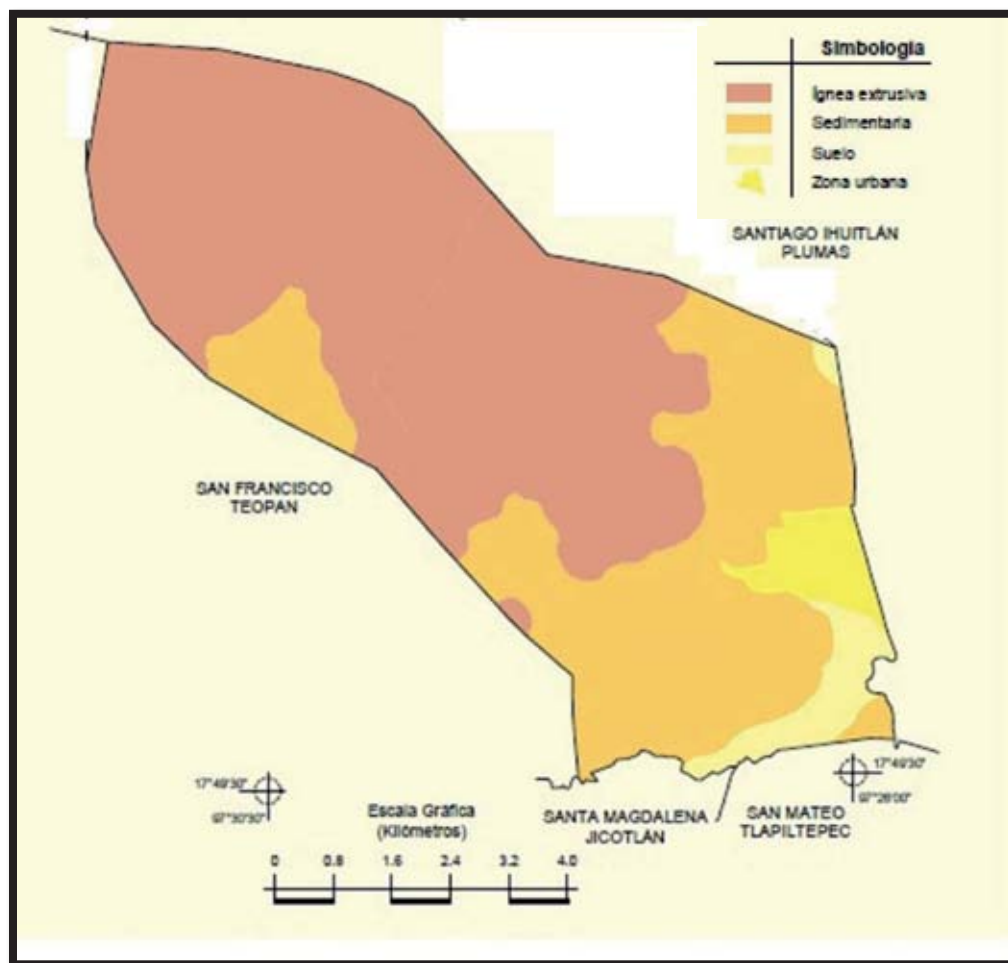 Simbología
Ígnea extrusiva
Sedimentaria
Suelo
Zona urbana
SANTIAGO IHUITLÁN
PLUMAS
SAN FRANCISCO
TEOPAN
17°49'30"
97°30'30"
Escala Gráfica
(Kilómetros)
0 0.8 1.6 2.4 3.2 4.0
SANTA MAGDALENA
JICOTLÁN
SAN MATEO
TLAPILTEPEC
17°49'30"
97°26'00"